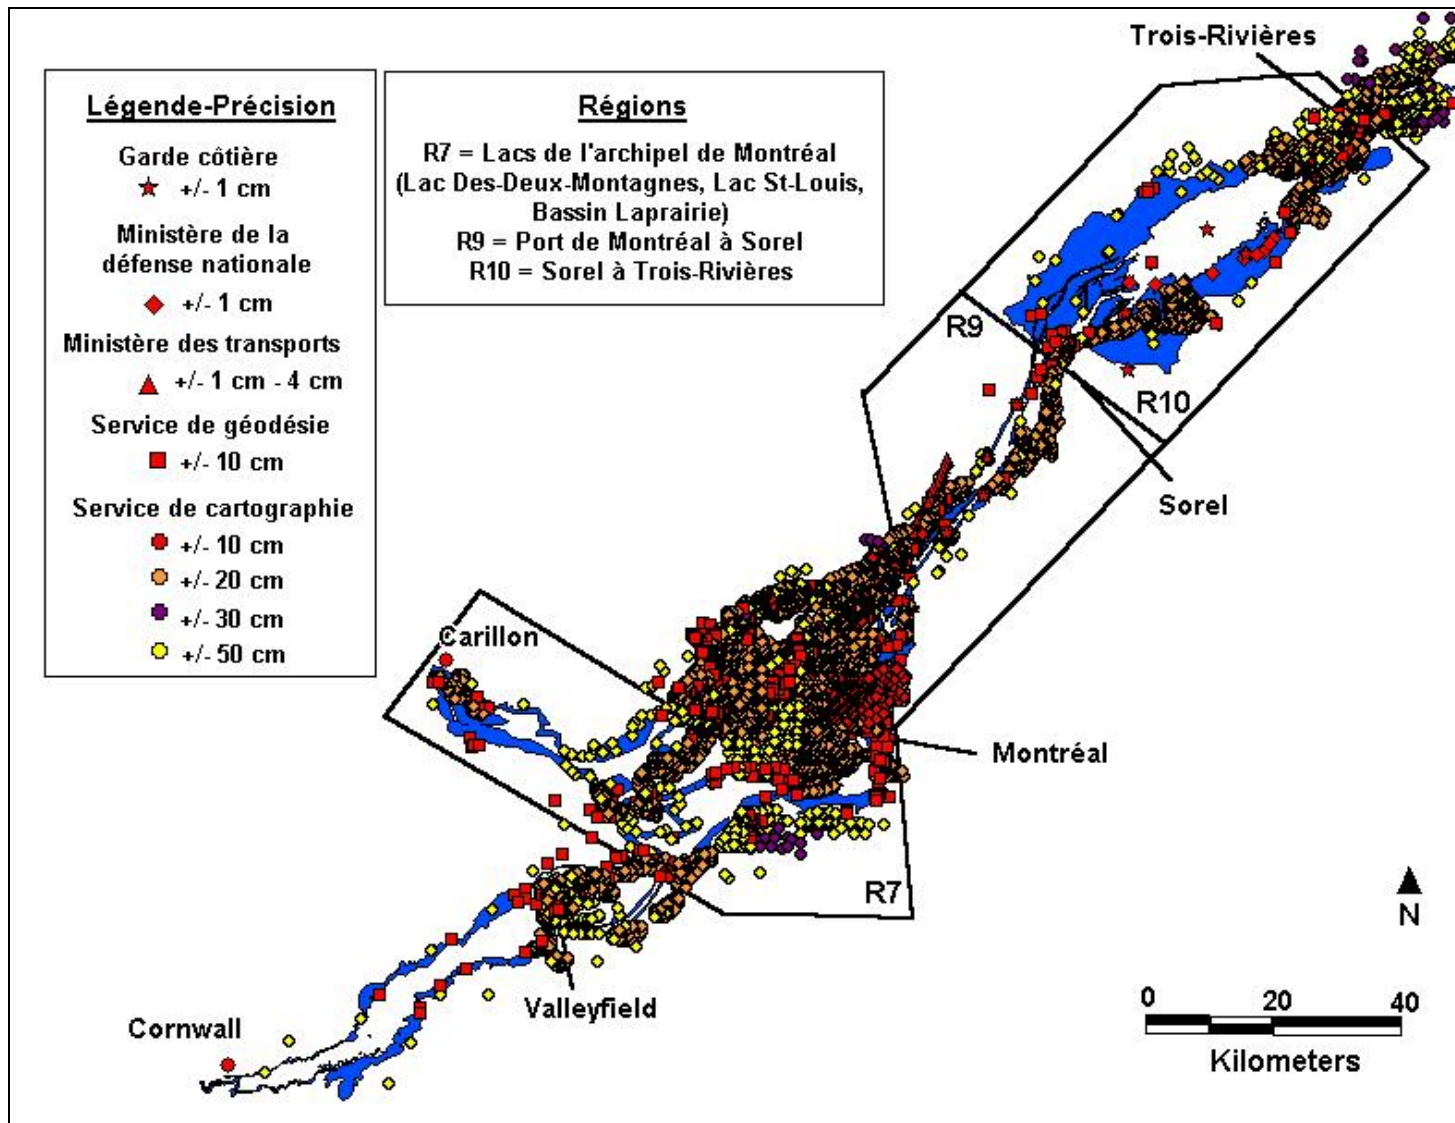 Légende-Précision
Garde côtière
+/- 1 cm
Ministère de la
défense nationale
+/- 1 cm
Ministère des transports
+/- 1 cm - 4 cm
Service de géodésie
+/- 10 cm
Service de cartographie
+/- 10 cm
+/- 20 cm
+/- 30 cm
+/- 50 cm
Régions
R7 = Lacs de l'archipel de Montréal
(Lac Des-Deux-Montagnes, Lac St-Louis,
Bassin Laprairie)
R9 = Port de Montréal à Sorel
R10 = Sorel à Trois-Rivières
Trois-Rivières
R9
R10
Sorel
Carillon
Montréal
R7
Valleyfield
Cornwall
N
0 20 40
Kilometers